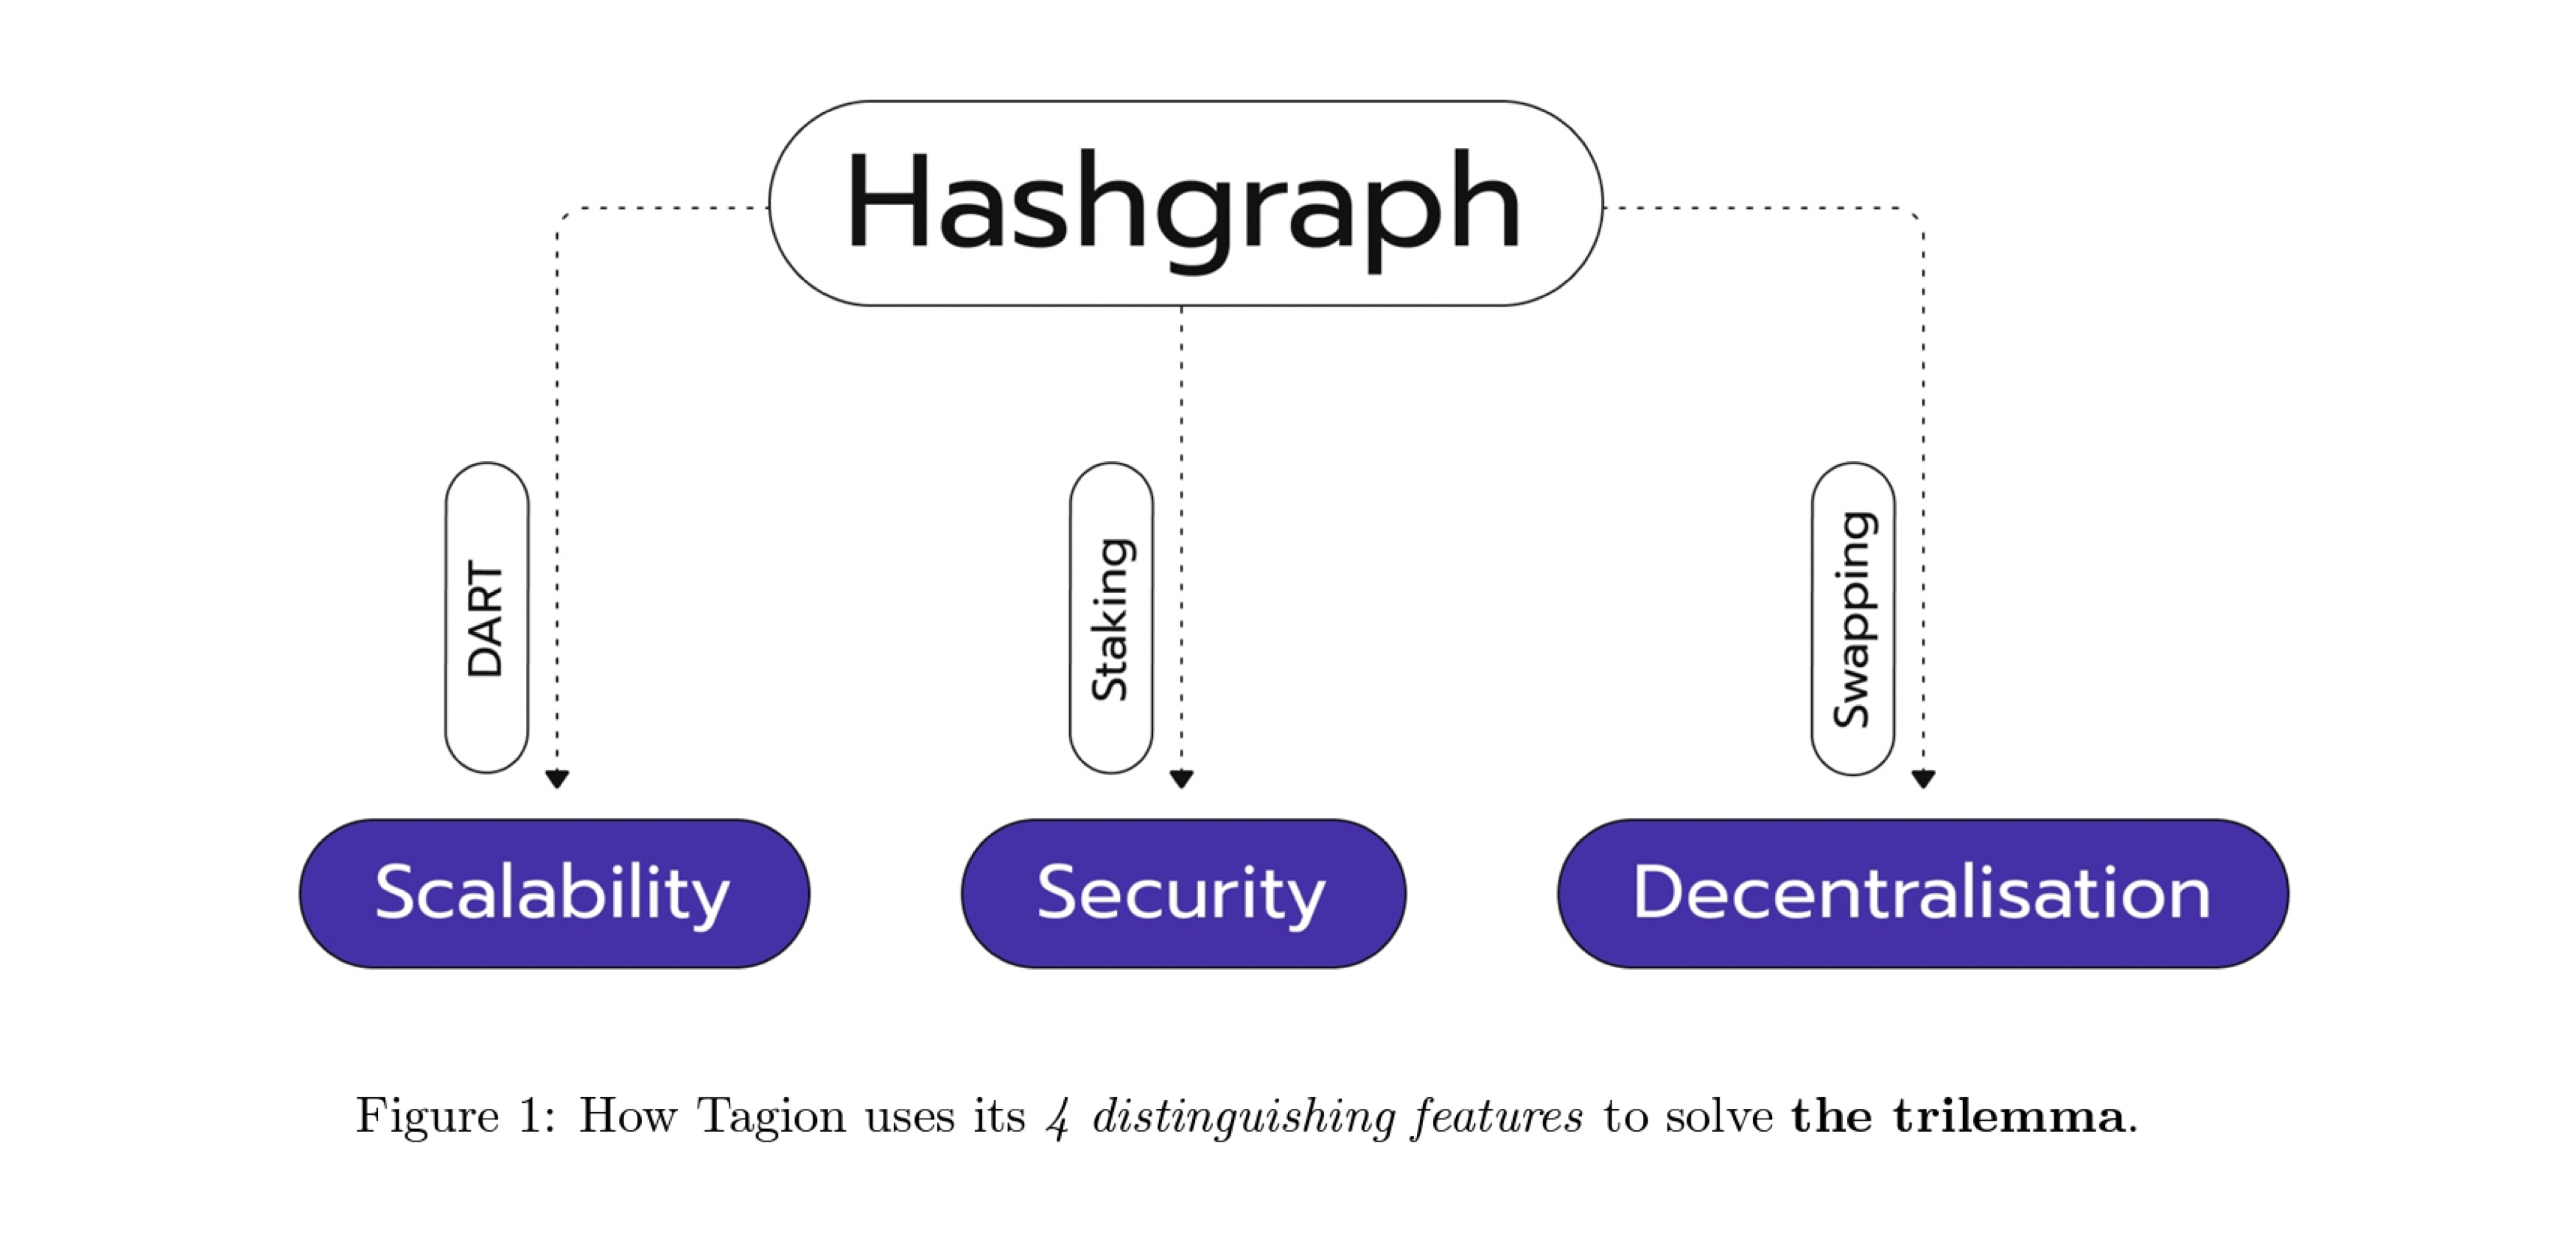 Hashgraph
DART
Staking
Swapping
Scalability
Security
Decentralisation
Figure 1: How Tagion uses its 4 distinguishing features to solve the trilemma.